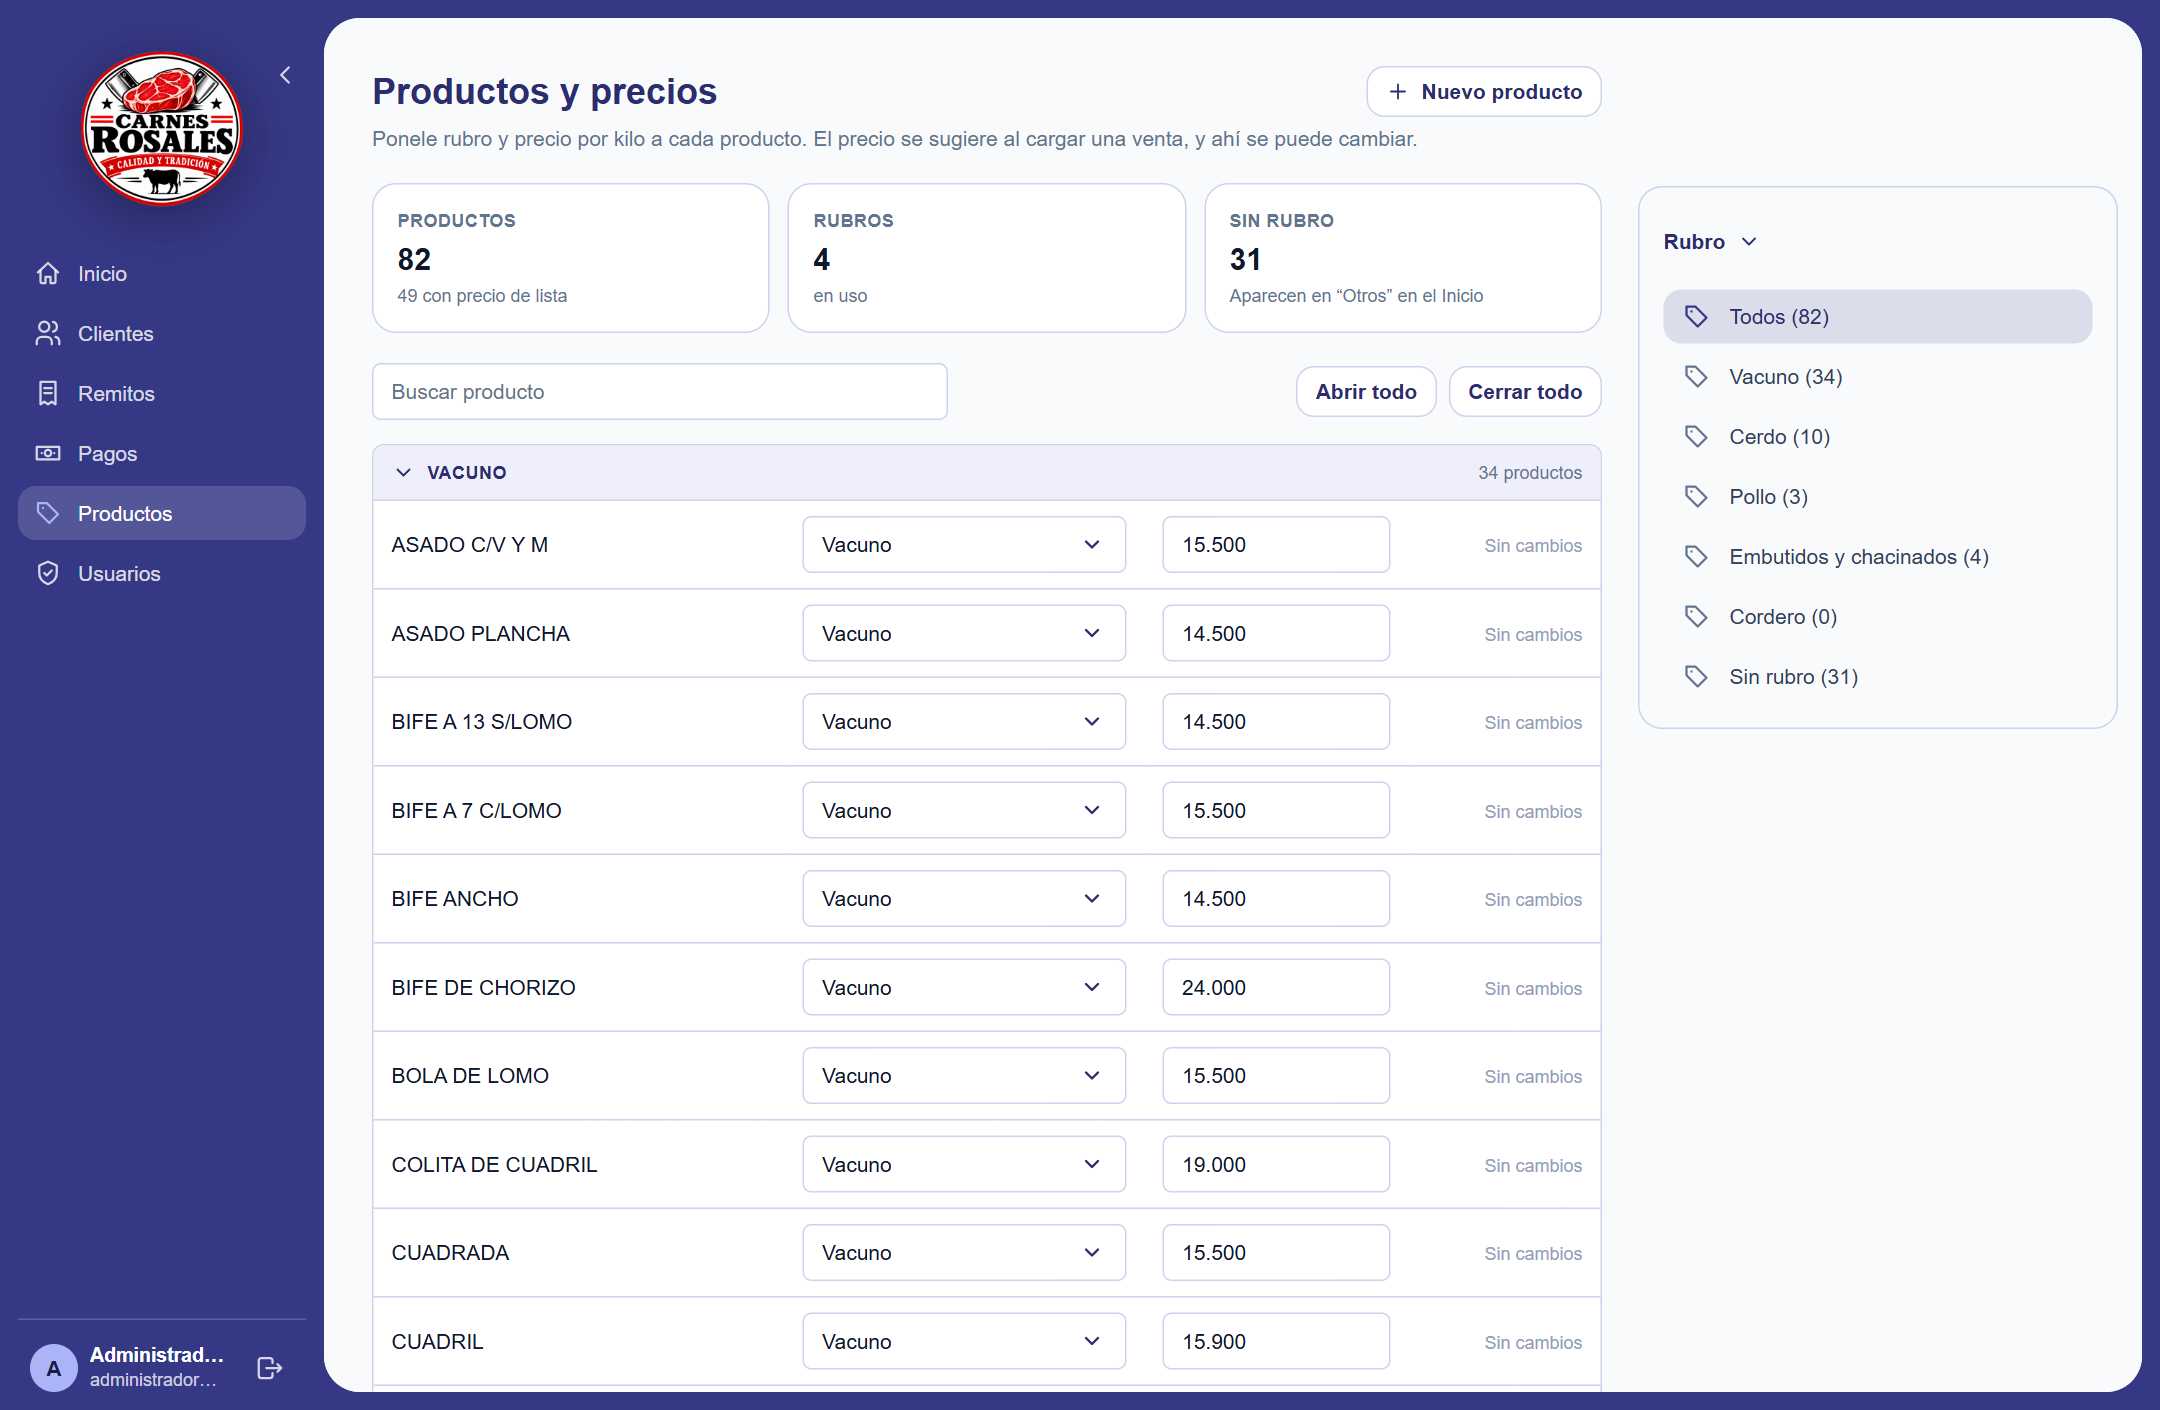 CARNES
ROSALES
CALIDAD Y TRADICIÓN
Inicio
Clientes
Remitos
Pagos
Productos
Usuarios
A
Administrad...
administrador...
Productos y precios
Nuevo producto
Ponele rubro y precio por kilo a cada producto. El precio se sugiere al cargar una venta, y ahí se puede cambiar.
PRODUCTOS
82
49 con precio de lista
RUBROS
4
en uso
SIN RUBRO
31
Aparecen en “Otros” en el Inicio
Buscar producto
Abrir todo
Cerrar todo
VACUNO 34 productos
ASADO C/V Y M Vacuno 15.500 Sin cambios
ASADO PLANCHA Vacuno 14.500 Sin cambios
BIFE A 13 S/LOMO Vacuno 14.500 Sin cambios
BIFE A 7 C/LOMO Vacuno 15.500 Sin cambios
BIFE ANCHO Vacuno 14.500 Sin cambios
BIFE DE CHORIZO Vacuno 24.000 Sin cambios
BOLA DE LOMO Vacuno 15.500 Sin cambios
COLITA DE CUADRIL Vacuno 19.000 Sin cambios
CUADRADA Vacuno 15.500 Sin cambios
CUADRIL Vacuno 15.900 Sin cambios
Rubro
Todos (82)
Vacuno (34)
Cerdo (10)
Pollo (3)
Embutidos y chacinados (4)
Cordero (0)
Sin rubro (31)